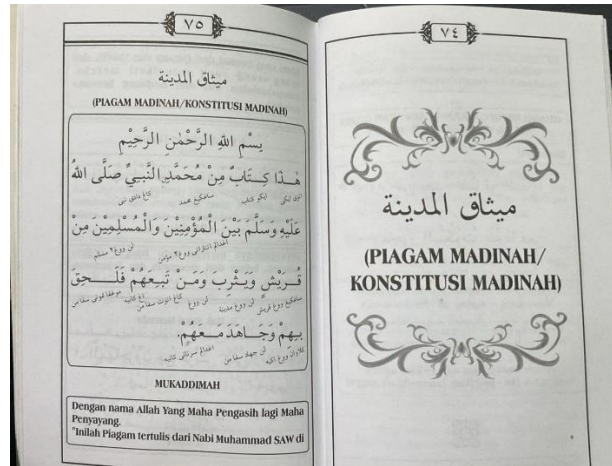 ٧٤
ميثاق المدينة
(PIAGAM MADINAH/
KONSTITUSI MADINAH)
٧٥
ميثاق المدينة
(PIAGAM MADINAH/KONSTITUSI MADINAH)
بِسْمِ اللهِ الرَّحْمٰنِ الرَّحِيْمِ
هٰذَا كِتَابٌ مِنْ مُحَمَّدٍ النَّبِيِّ صَلَّى اللهُ
عَلَيْهِ وَسَلَّمَ بَيْنَ الْمُؤْمِنِيْنَ وَالْمُسْلِمِيْنَ مِنْ
قُرَيْشٍ وَيَثْرِبَ وَمَنْ تَبِعَهُمْ فَلَحِقَ
بِهِمْ وَجَاهَدَ مَعَهُمْ.
MUKADDIMAH
Dengan nama Allah Yang Maha Pengasih lagi Maha
Penyayang.
"Inilah Piagam tertulis dari Nabi Muhammad SAW di